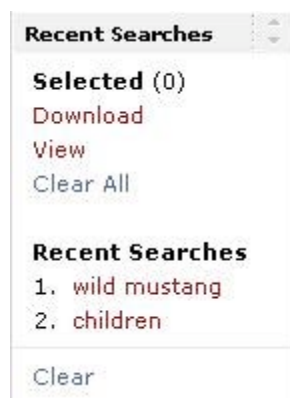 Recent Searches
Selected (0)
Download
View
Clear All
Recent Searches
1. wild mustang
2. children
Clear